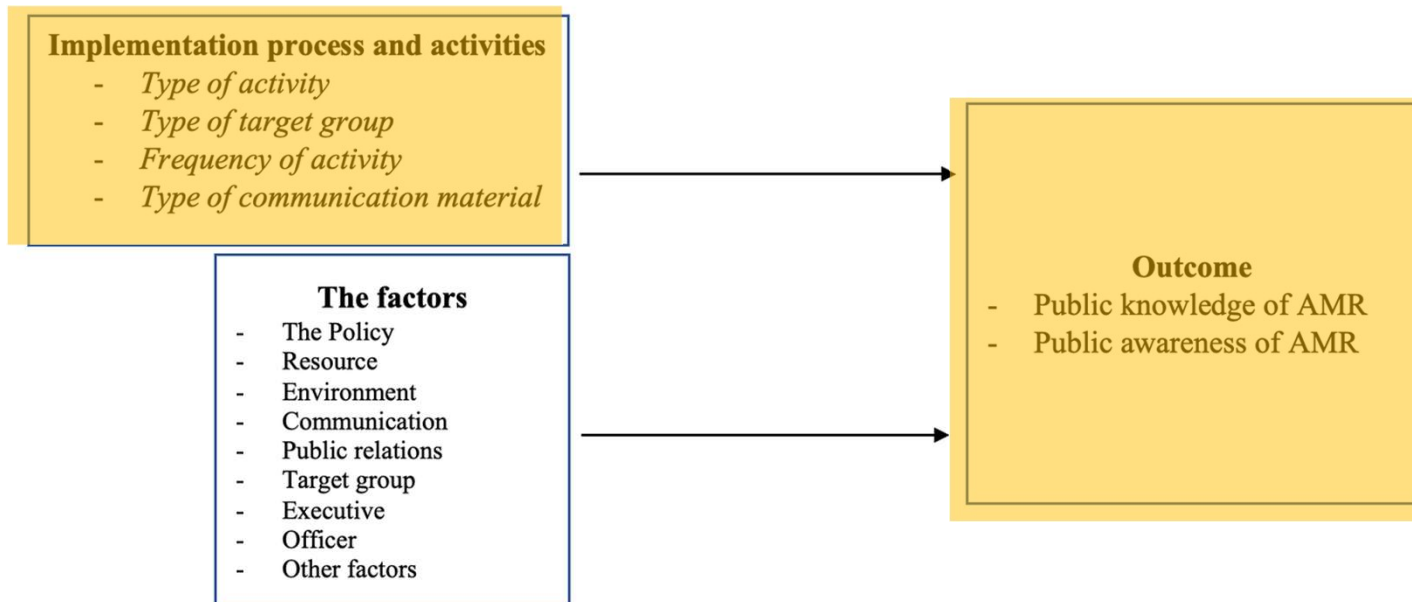 Implementation process and activities
- Type of activity
- Type of target group
- Frequency of activity
- Type of communication material
The factors
- The Policy
- Resource
- Environment
- Communication
- Public relations
- Target group
- Executive
- Officer
- Other factors
Outcome
- Public knowledge of AMR
- Public awareness of AMR